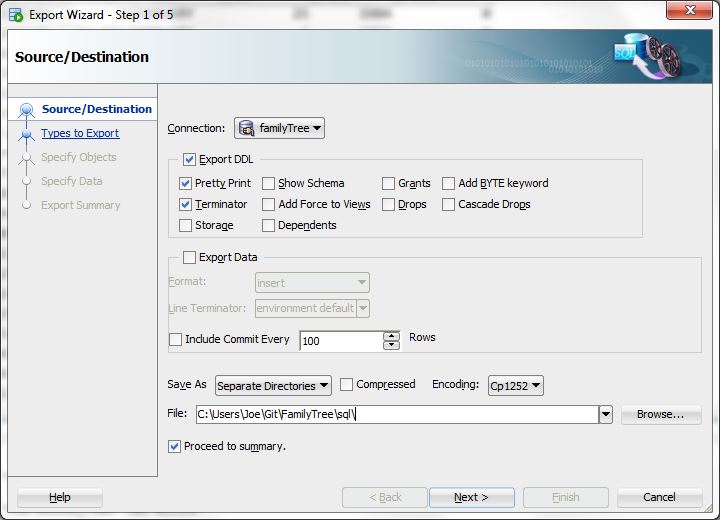 Export Wizard - Step 1 of 5
Source/Destination
SQL
010101010101010101010101010101
0101010101010
Source/Destination
Types to Export
Specify Objects
Specify Data
Export Summary
Connection: familyTree
Export DDL
Pretty Print Show Schema Grants Add BYTE keyword
Terminator Add Force to Views Drops Cascade Drops
Storage Dependents
Export Data
Format: insert
Line Terminator: environment default
Include Commit Every 100 Rows
Save As Separate Directories Compressed Encoding: Cp1252
File: C:\Users\Joe\Git\FamilyTree\sql\ Browse...
Proceed to summary.
Help < Back Next > Finish Cancel